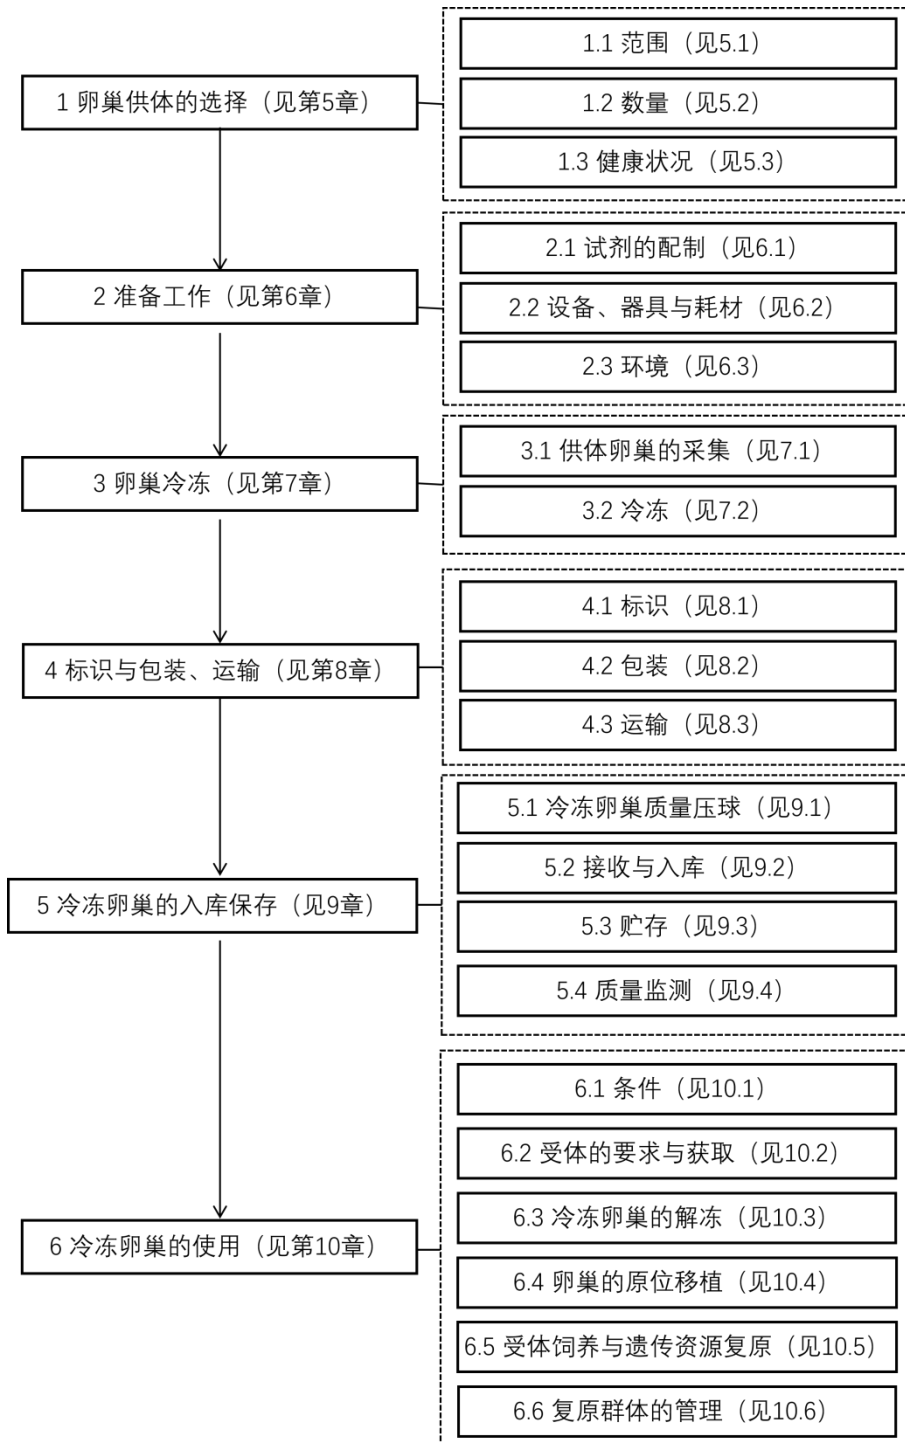 1 卵巢供体的选择（见第5章）
1.1 范围（见5.1）
1.2 数量（见5.2）
1.3 健康状况（见5.3）
2 准备工作（见第6章）
2.1 试剂的配制（见6.1）
2.2 设备、器具与耗材（见6.2）
2.3 环境（见6.3）
3 卵巢冷冻（见第7章）
3.1 供体卵巢的采集（见7.1）
3.2 冷冻（见7.2）
4 标识与包装、运输（见第8章）
4.1 标识（见8.1）
4.2 包装（见8.2）
4.3 运输（见8.3）
5 冷冻卵巢的入库保存（见9章）
5.1 冷冻卵巢质量压球（见9.1）
5.2 接收与入库（见9.2）
5.3 贮存（见9.3）
5.4 质量监测（见9.4）
6 冷冻卵巢的使用（见第10章）
6.1 条件（见10.1）
6.2 受体的要求与获取（见10.2）
6.3 冷冻卵巢的解冻（见10.3）
6.4 卵巢的原位移植（见10.4）
6.5 受体饲养与遗传资源复原（见10.5）
6.6 复原群体的管理（见10.6）